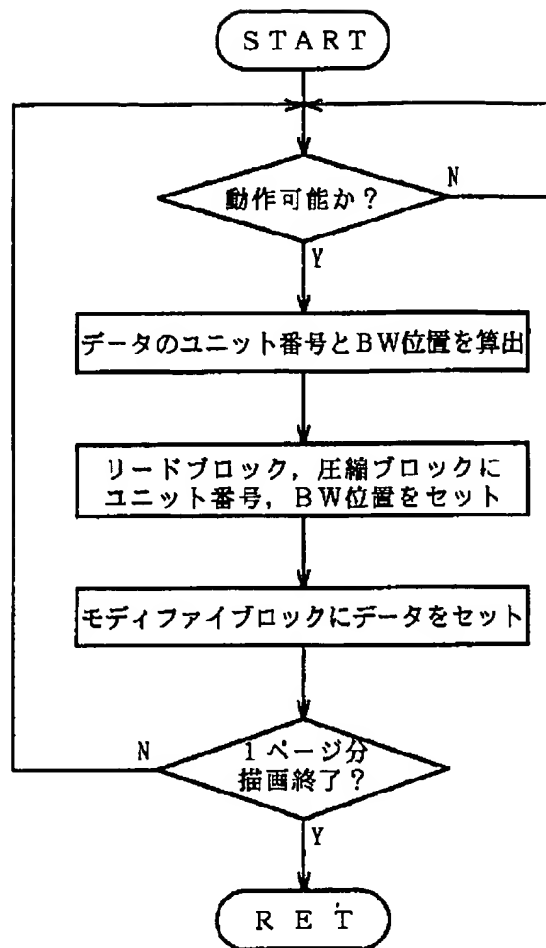 START
動作可能か?
N
Y
データのユニット番号とBW位置を算出
リードブロック,圧縮ブロックに
ユニット番号,BW位置をセット
モディファイブロックにデータをセット
N
1ページ分
描画終了?
Y
RET